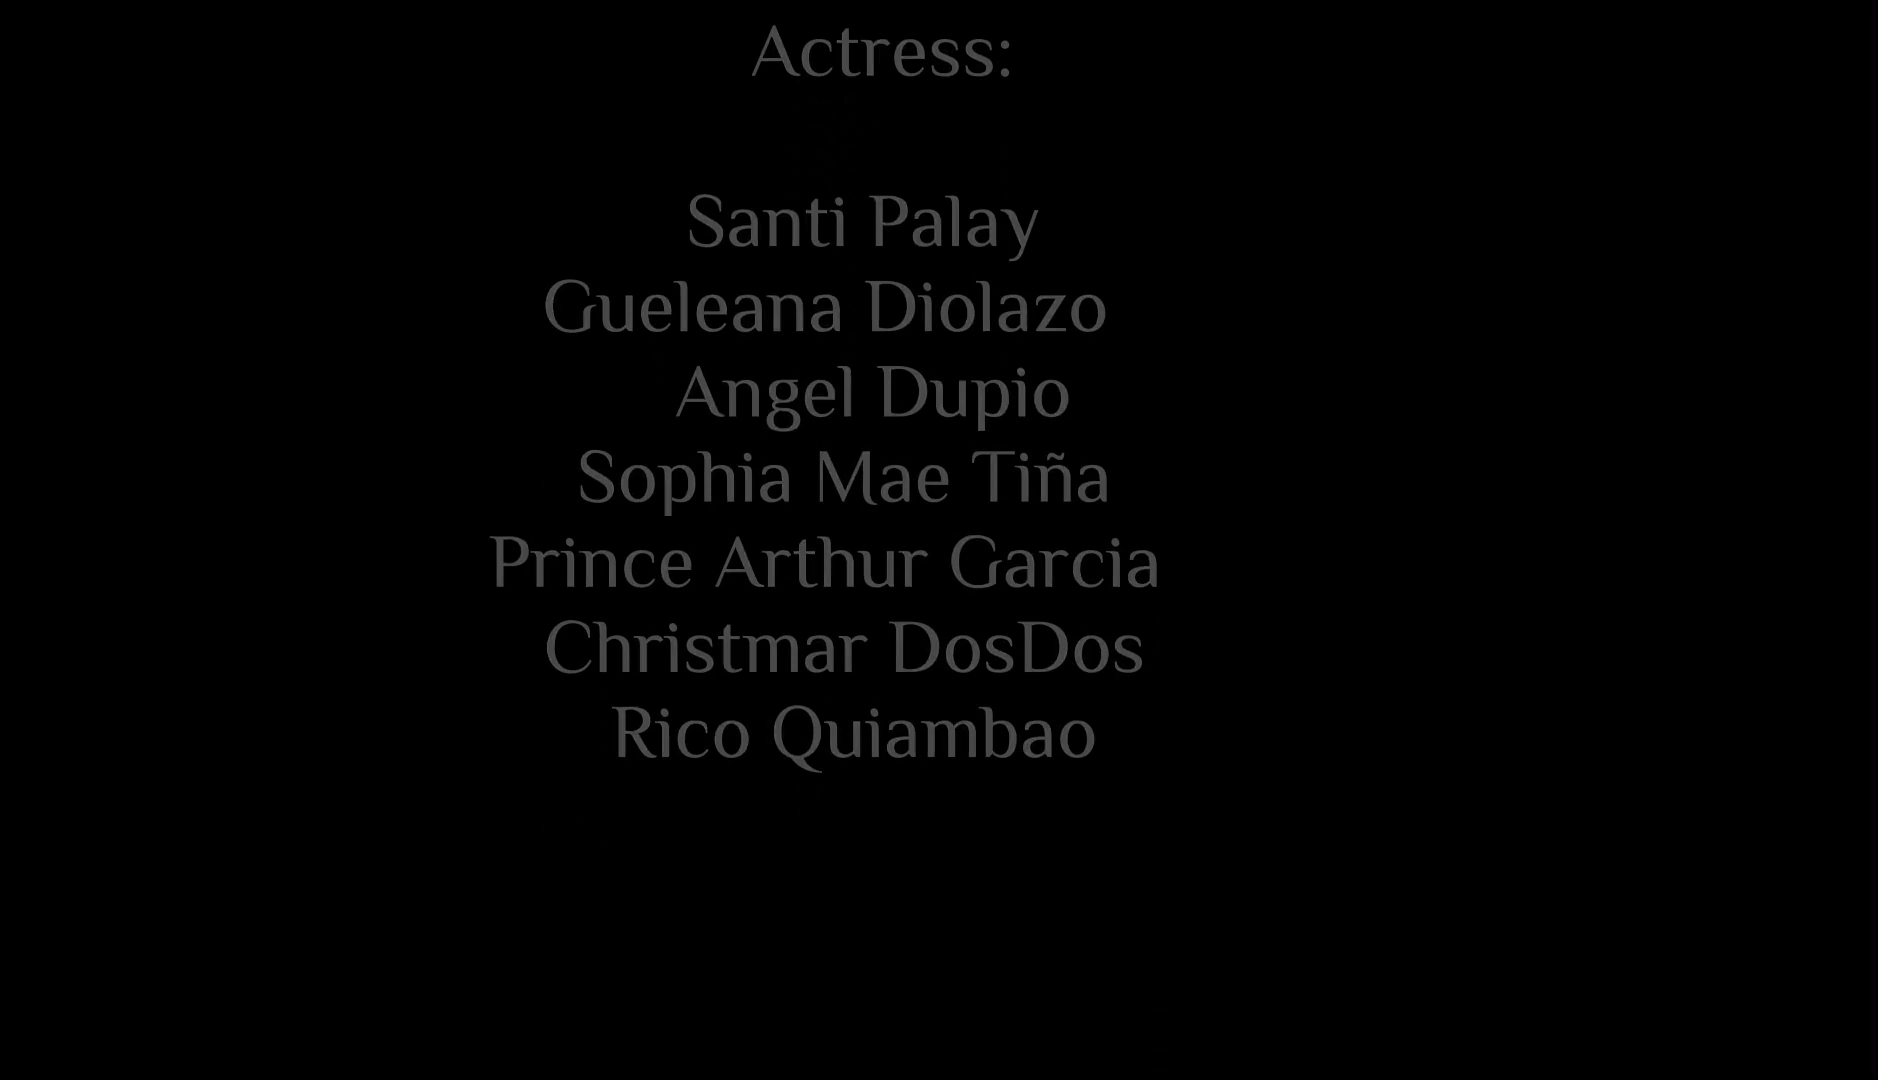 Actress:
Santi Palay
Gueleana Diolazo
Angel Dupio
Sophia Mae Tiña
Prince Arthur Garcia
Christmar DosDos
Rico Quiambao